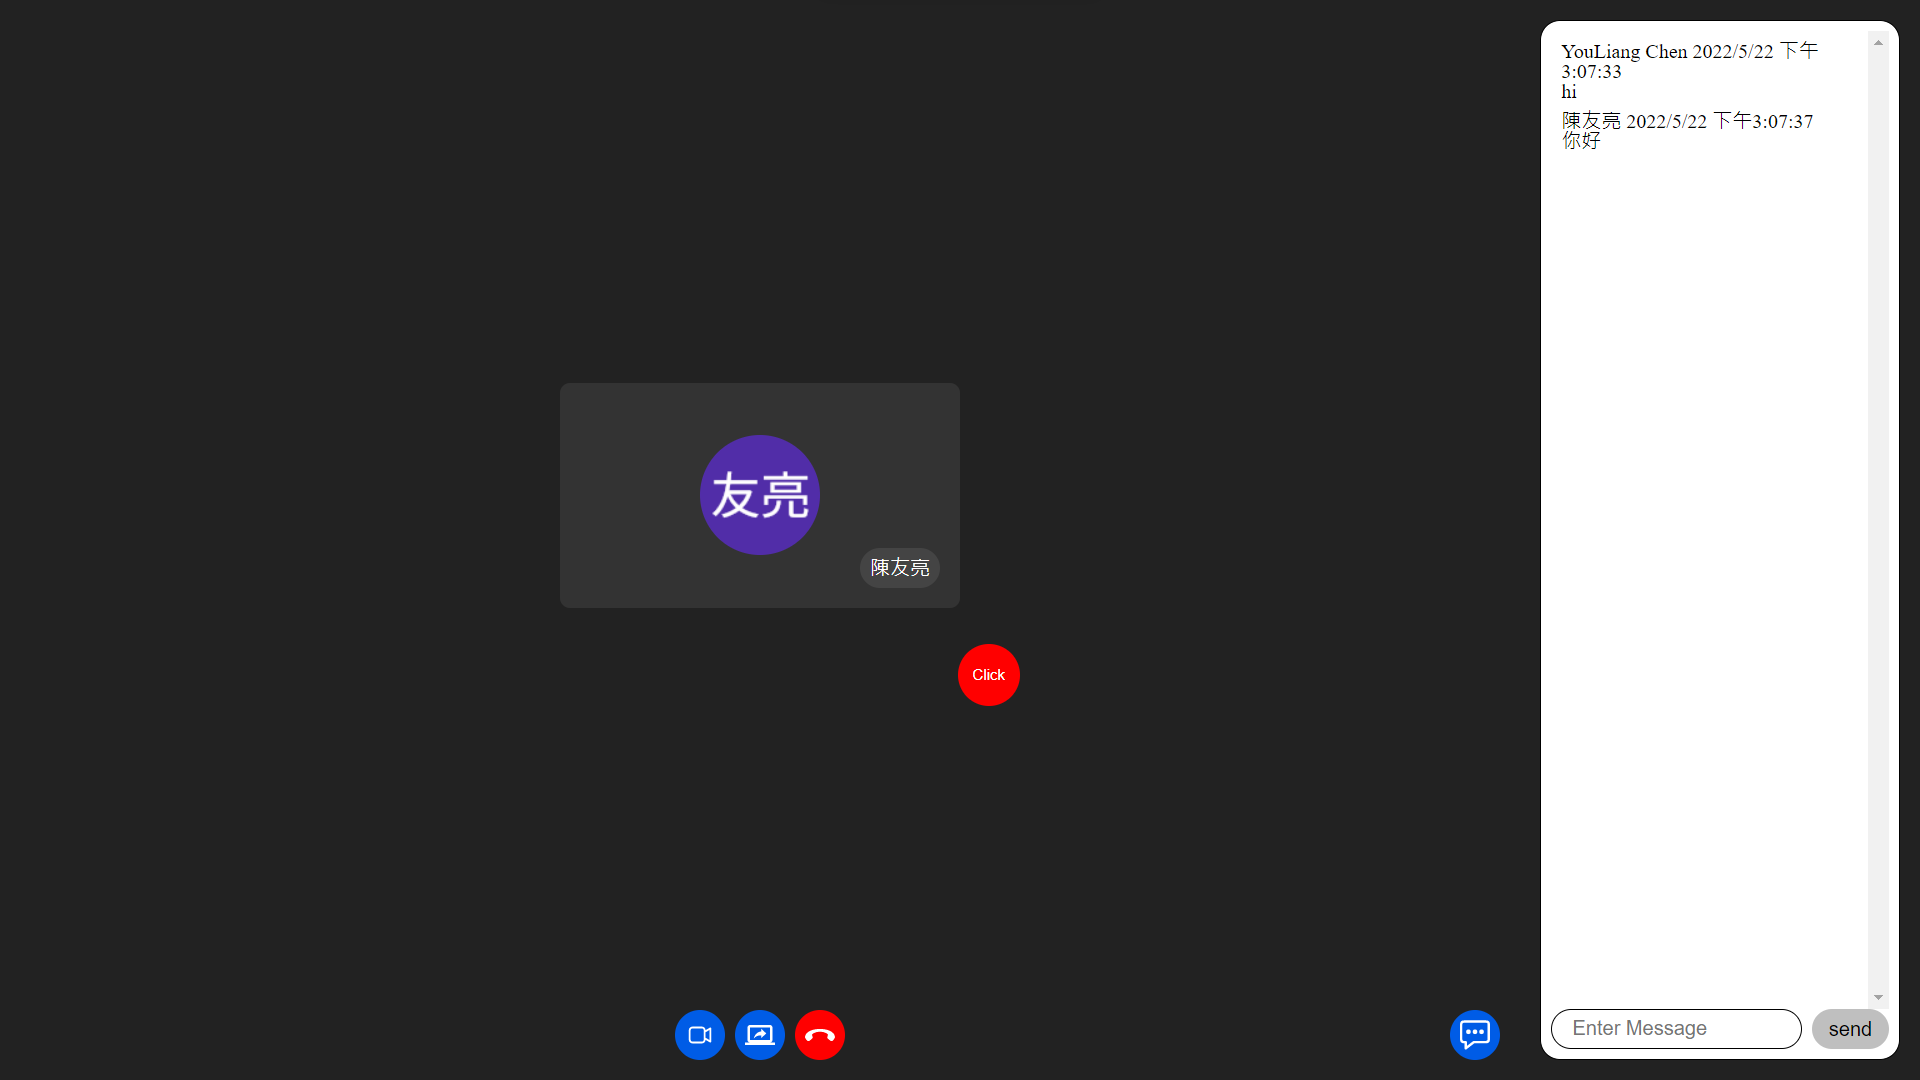 YouLiang Chen 2022/5/22 下午
3:07:33
hi
陳友亮 2022/5/22 下午3:07:37
你好
友亮
陳友亮
Click
Enter Message
send